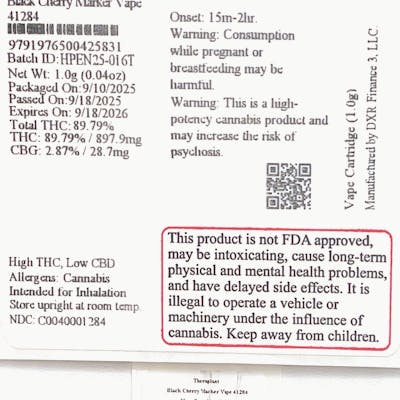 Black Cherry Marker Vape
41284
9791976500425831
Batch ID:HPEN25-016T
Net Wt: 1.0g (0.04oz)
Packaged On:9/10/2025
Passed On:9/18/2025
Expires On: 9/18/2026
Total THC: 89.79%
THC: 89.79% / 897.9mg
CBG: 2.87% / 28.7mg
High THC, Low CBD
Allergens: Cannabis
Intended for Inhalation
Store upright at room temp.
NDC: C0040001284
Onset: 15m-2hr.
Warning: Consumption
while pregnant or
breastfeeding may be
harmful.
Warning: This is a high-
potency cannabis product and
may increase the risk of
psychosis.
Vape Cartridge (1.0g)
Manufactured by DXR Finance 3, LLC.
This product is not FDA approved,
may be intoxicating, cause long-term
physical and mental health problems,
and have delayed side effects. It is
illegal to operate a vehicle or
machinery under the influence of
cannabis. Keep away from children.
Theraplant
Black Cherry Marker Vape 41284